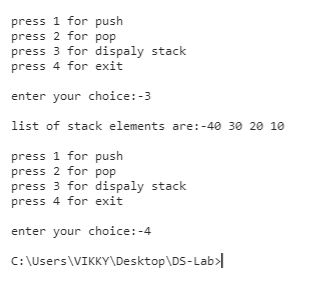 press 1 for push
press 2 for pop
press 3 for dispaly stack
press 4 for exit
enter your choice:-3
list of stack elements are:-40 30 20 10
press 1 for push
press 2 for pop
press 3 for dispaly stack
press 4 for exit
enter your choice:-4
C:\Users\VIKKY\Desktop\DS-Lab>